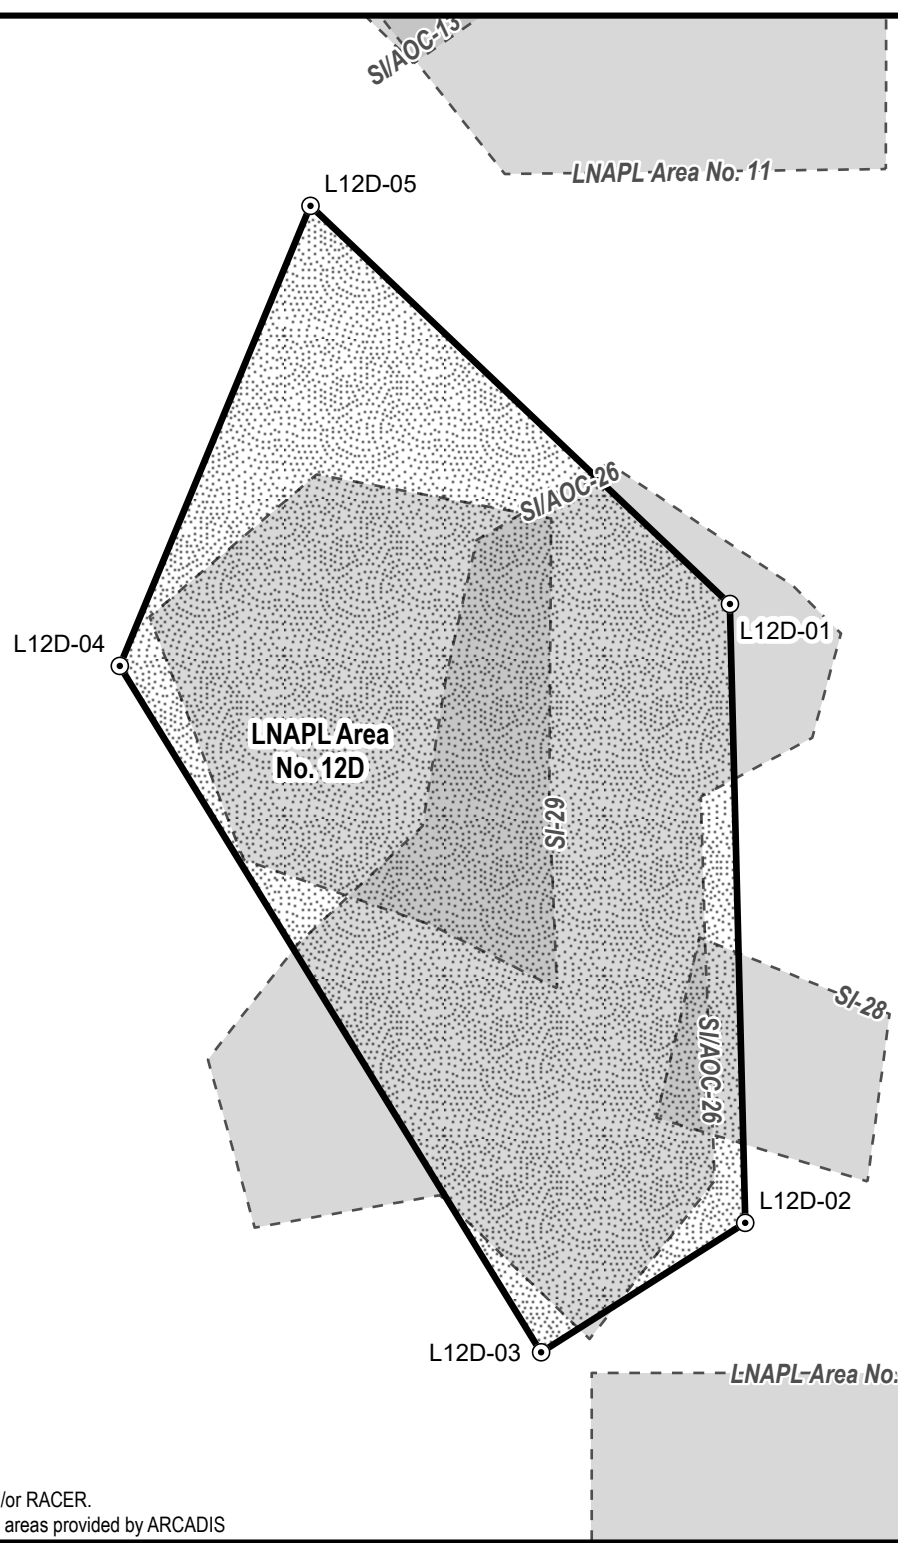 SI/AOC-13
LNAPL Area No. 11
L12D-05
SI/AOC-26
L12D-01
L12D-04
LNAPL Area
No. 12D
SI-29
SI-28
SI/AOC-26
L12D-02
L12D-03
LNAPL Area No.
/or RACER.
areas provided by ARCADIS